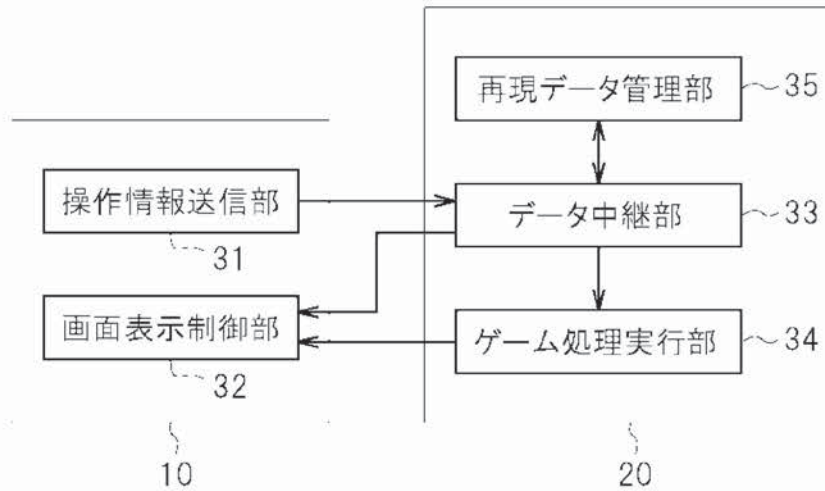 再現データ管理部
35
操作情報送信部
31
データ中継部
33
画面表示制御部
32
ゲーム処理実行部
34
10
20